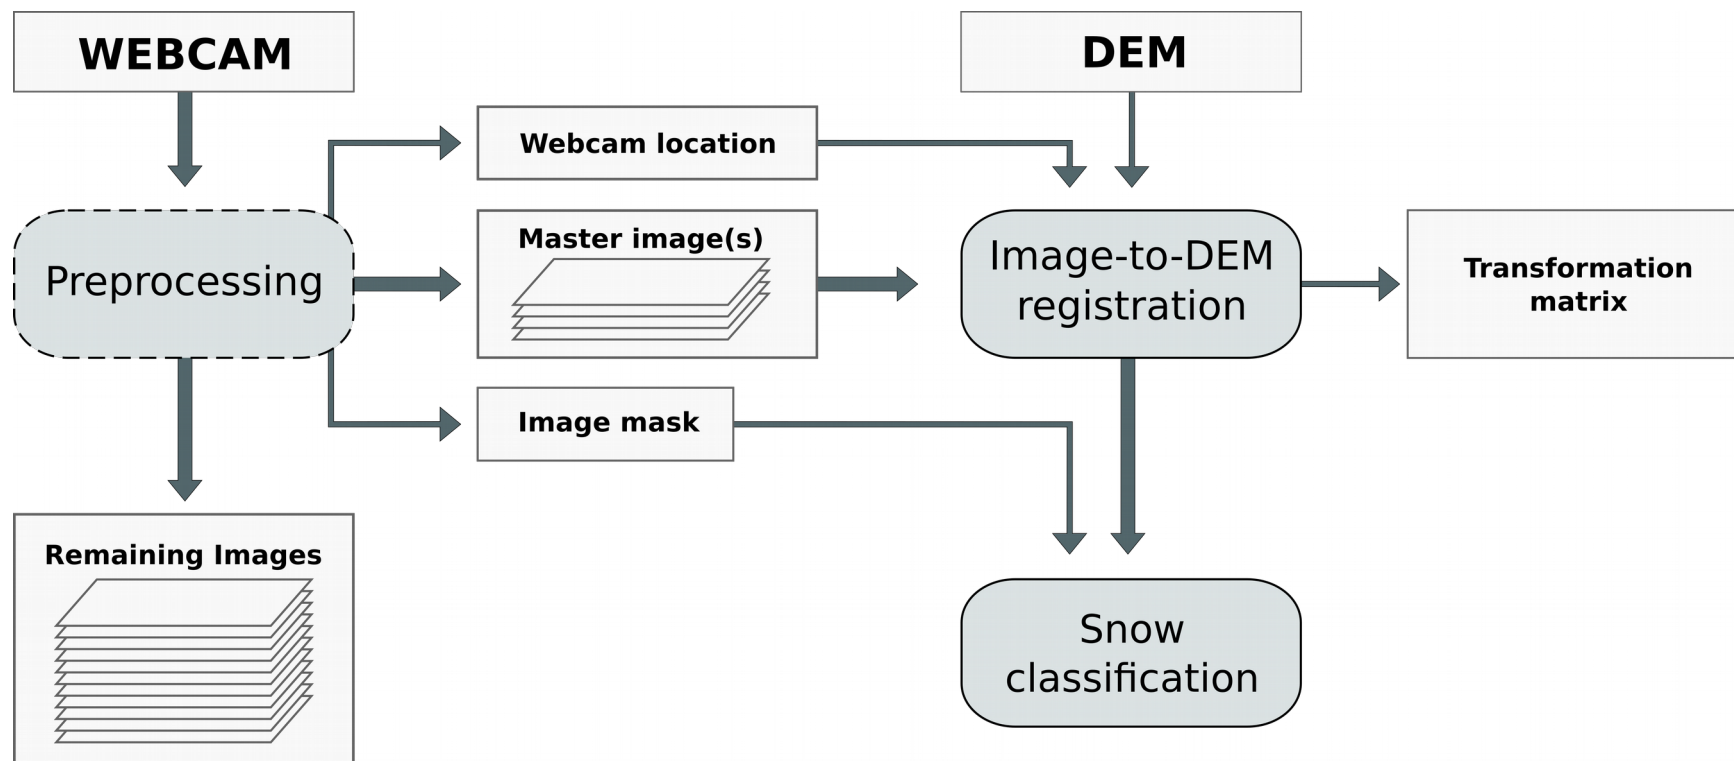 WEBCAM
DEM
Webcam location
Preprocessing
Master image(s)
Image-to-DEM
registration
Transformation
matrix
Image mask
Remaining Images
Snow
classification